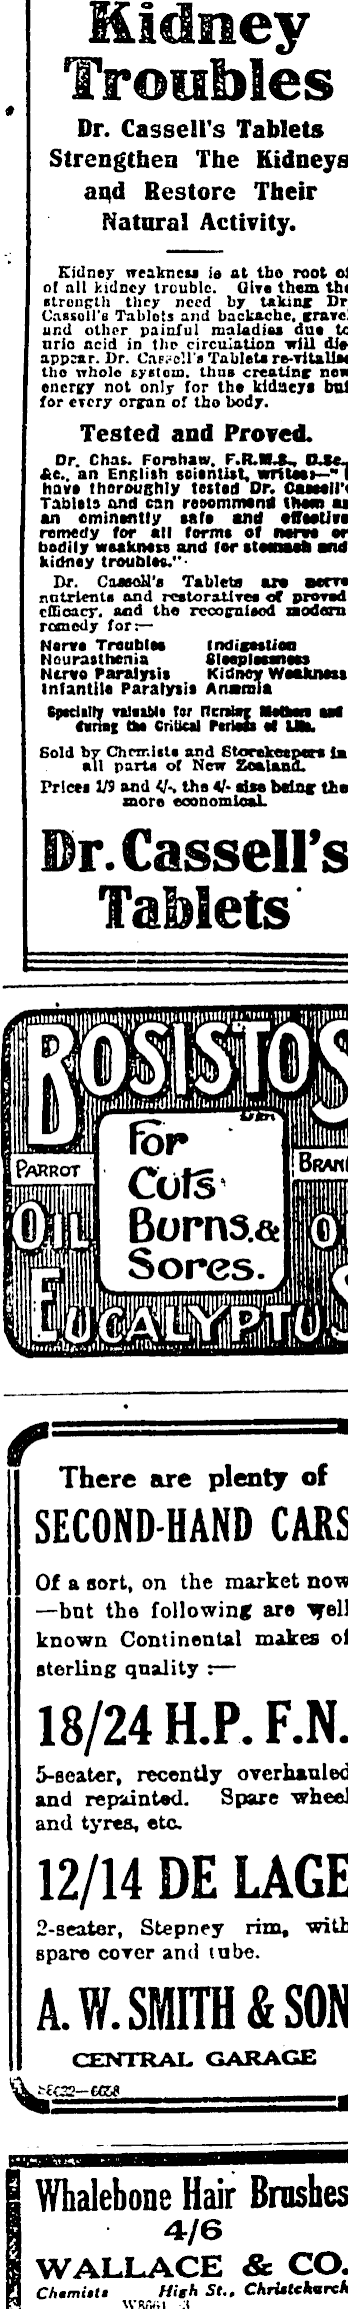 Kidney
Troubles
Dr. Cassell's Tablets
Strengthen The Kidneys
and Restore Their
Natural Activity.
Kidney weakness is at the root of
of all kidney trouble. Give them the
strength they need by taking Dr
Cassell's Tablets and backache, gravel
and other painful maladies due to
uric acid in the circulation will dis
appear. Dr. Cassell's Tablets re-vitalise
the whole system, thus creating new
energy not only for the kidneys but
for every organ of the body.
Tested and Proved.
Dr. Chas. Forshaw, F.R.M.S., D.Sc.,
&c., an English scientist, writes:—"I
have thoroughly tested Dr. Cassell's
Tablets and can recommend them as
an eminently safe and effective
remedy for all forms of nerve or
bodily weakness and for stomach and
kidney troubles."
Dr. Cassell's Tablets are nerve
nutrients and restoratives of proved
efficacy, and the recognised modern
remedy for:—
Nerve Troubles Indigestion
Neurasthenia Sleeplessness
Nerve Paralysis Kidney Weakness
Infantile Paralysis Anæmia
Specially valuable for Nursing Mothers and
during the Critical Periods of Life.
Sold by Chemists and Storekeepers in
all parts of New Zealand.
Prices 1/9 and 4/-, the 4/- size being the
more economical.
Dr. Cassell's
Tablets
BOSISTOS
PARROT BRAN
For
Cuts
Burns. &
Sores.
OIL O
EUCALYPTUS
There are plenty of
SECOND-HAND CARS
Of a sort, on the market now
—but the following are well
known Continental makes of
sterling quality :—
18/24 H.P. F.N.
5-seater, recently overhauled
and repainted. Spare wheel
and tyres, etc.
12/14 DE LAGE
2-seater, Stepney rim, with
spare cover and tube.
A. W. SMITH & SON
CENTRAL GARAGE
Whalebone Hair Brushes
4/6
WALLACE & CO.
Chemists High St., Christchurch